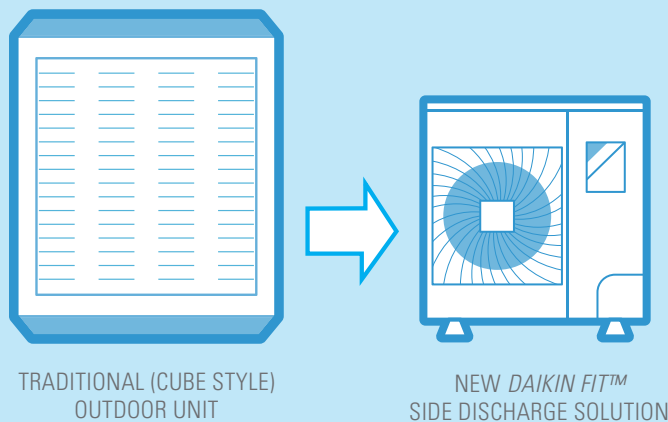 TRADITIONAL (CUBE STYLE)
OUTDOOR UNIT
NEW DAIKIN FIT™
SIDE DISCHARGE SOLUTION